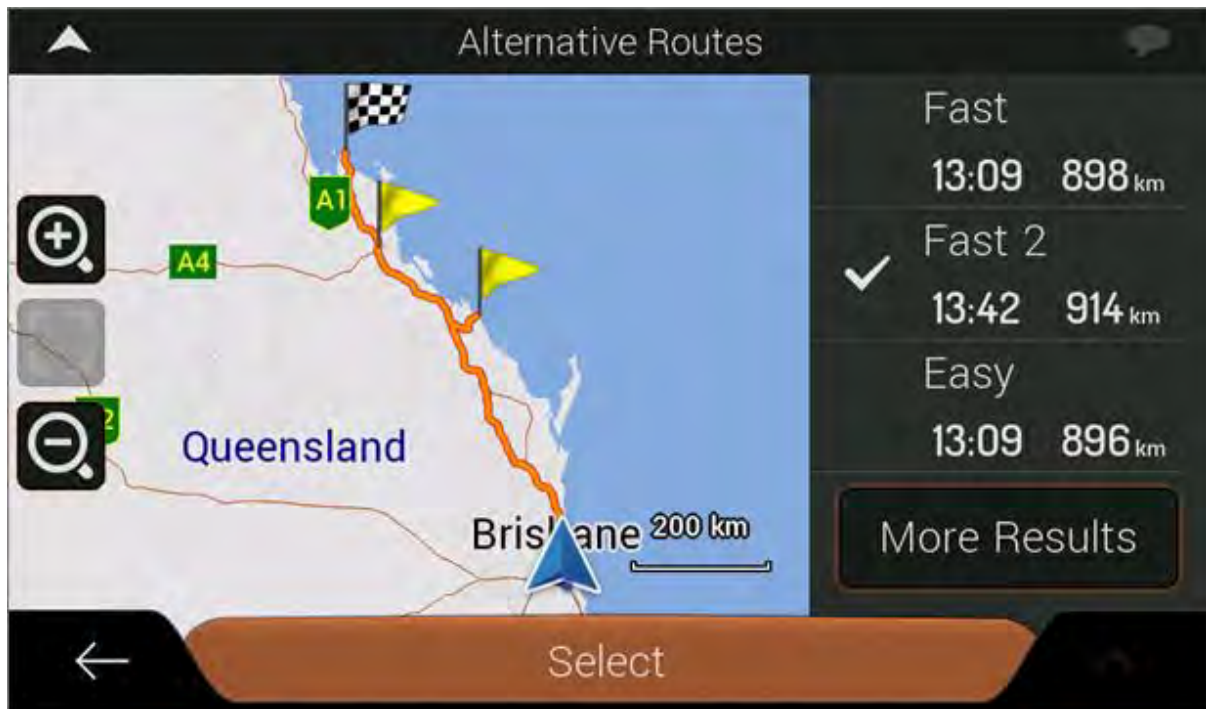 Alternative Routes
Fast
13:09 898 km
Fast 2
13:42 914 km
Easy
13:09 896 km
More Results
A1
A4
2
Queensland
Brisbane 200 km
Select